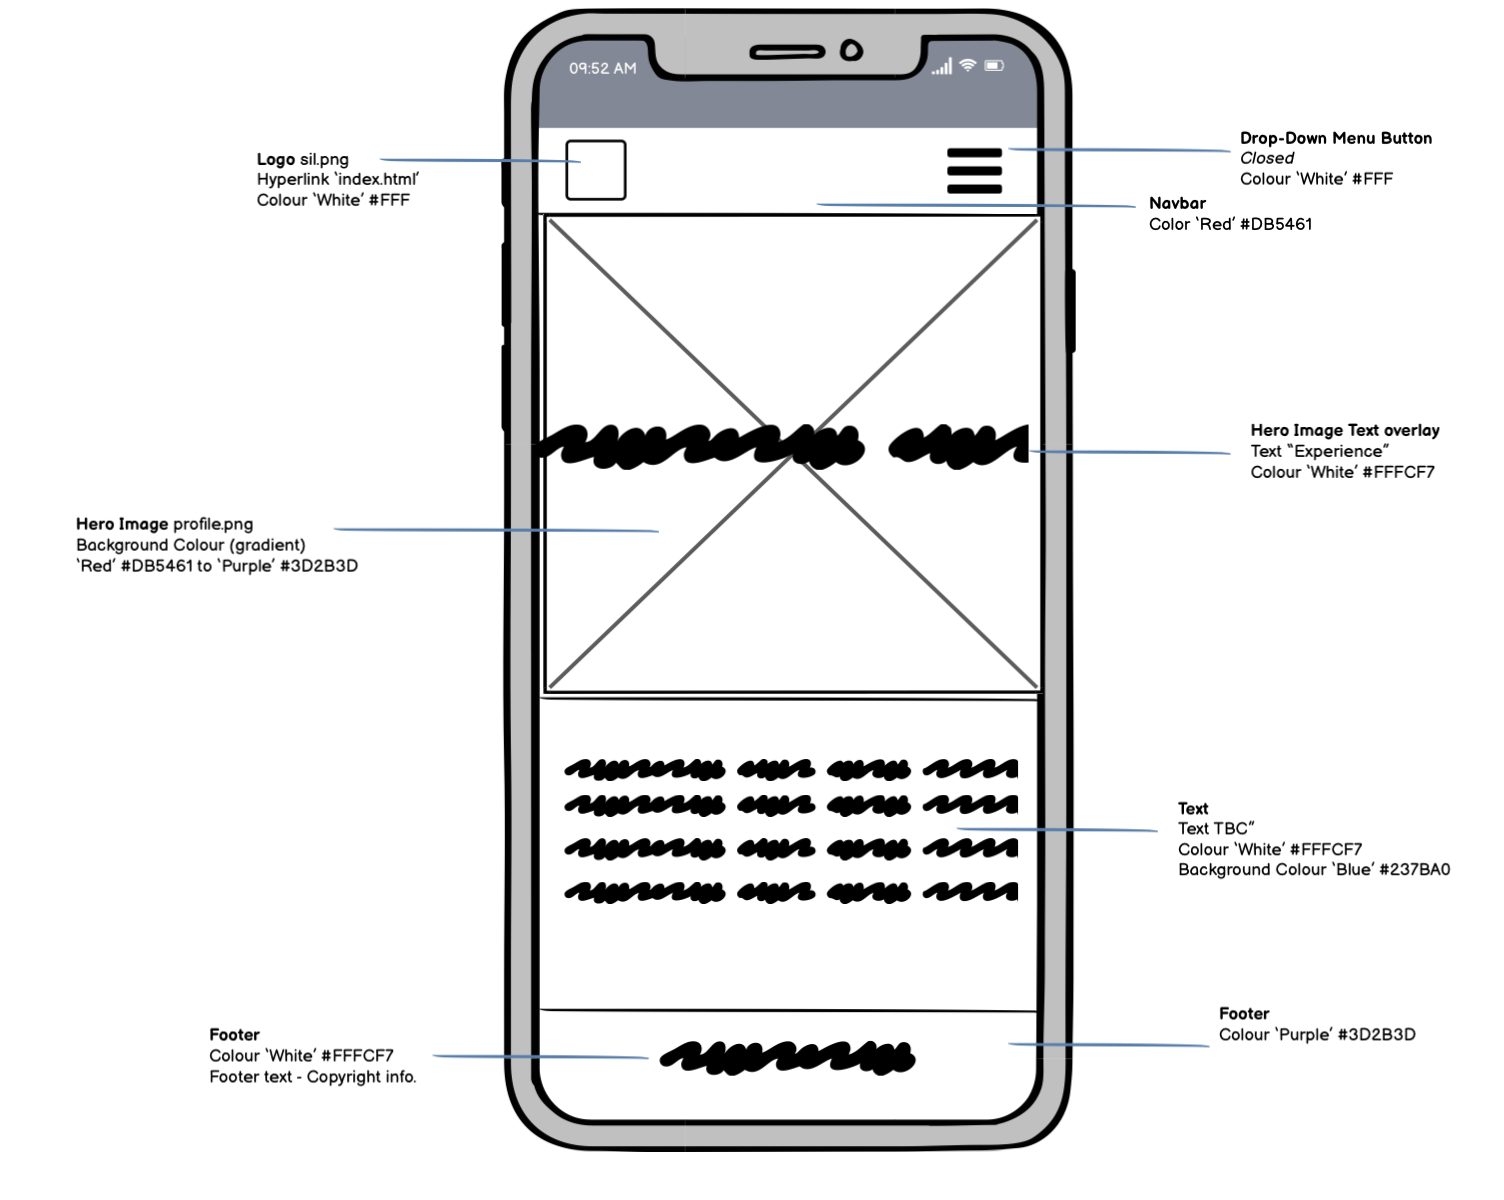 09:52 AM
Logo sil.png
Hyperlink ‘index.html’
Colour ‘White’ #FFF
Drop-Down Menu Button
Closed
Colour ‘White’ #FFF
Navbar
Color ‘Red’ #DB5461
Hero Image Text overlay
Text “Experience”
Colour ‘White’ #FFFCF7
Hero Image profile.png
Background Colour (gradient)
‘Red’ #DB5461 to ‘Purple’ #3D2B3D
Text
Text TBC”
Colour ‘White’ #FFFCF7
Background Colour ‘Blue’ #237BA0
Footer
Colour ‘Purple’ #3D2B3D
Footer
Colour ‘White’ #FFFCF7
Footer text - Copyright info.